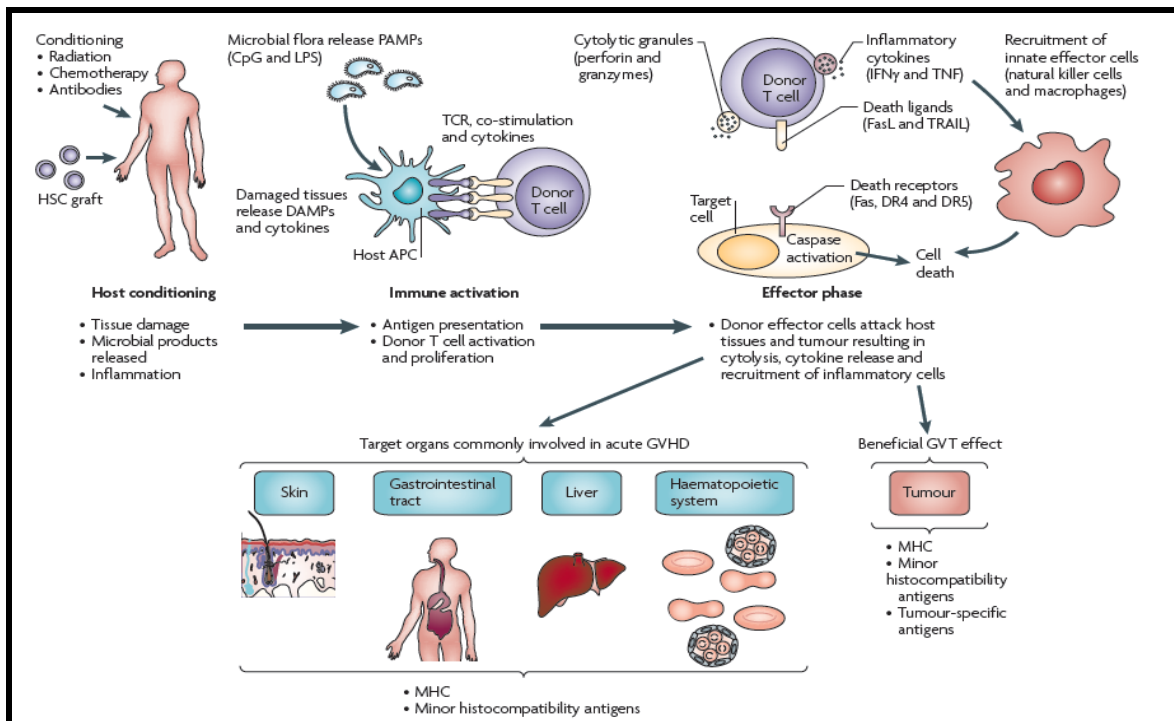 Conditioning
• Radiation
• Chemotherapy
• Antibodies
HSC graft
Microbial flora release PAMPs
(CpG and LPS)
TCR, co-stimulation
and cytokines
Damaged tissues
release DAMPs
and cytokines
Donor
T cell
Host APC
Cytolytic granules
(perforin and
granzymes)
Donor
T cell
Inflammatory
cytokines
(IFNγ and TNF)
Death ligands
(FasL and TRAIL)
Recruitment of
innate effector cells
(natural killer cells
and macrophages)
Target
cell
Death receptors
(Fas, DR4 and DR5)
Caspase
activation
Cell
death
Host conditioning
• Tissue damage
• Microbial products
released
• Inflammation
Immune activation
• Antigen presentation
• Donor T cell activation
and proliferation
Effector phase
• Donor effector cells attack host
tissues and tumour resulting in
cytolysis, cytokine release and
recruitment of inflammatory cells
Target organs commonly involved in acute GVHD
Skin
Gastrointestinal
tract
Liver
Haematopoietic
system
• MHC
• Minor histocompatibility antigens
Beneficial GVT effect
Tumour
• MHC
• Minor
histocompatibility
antigens
• Tumour-specific
antigens